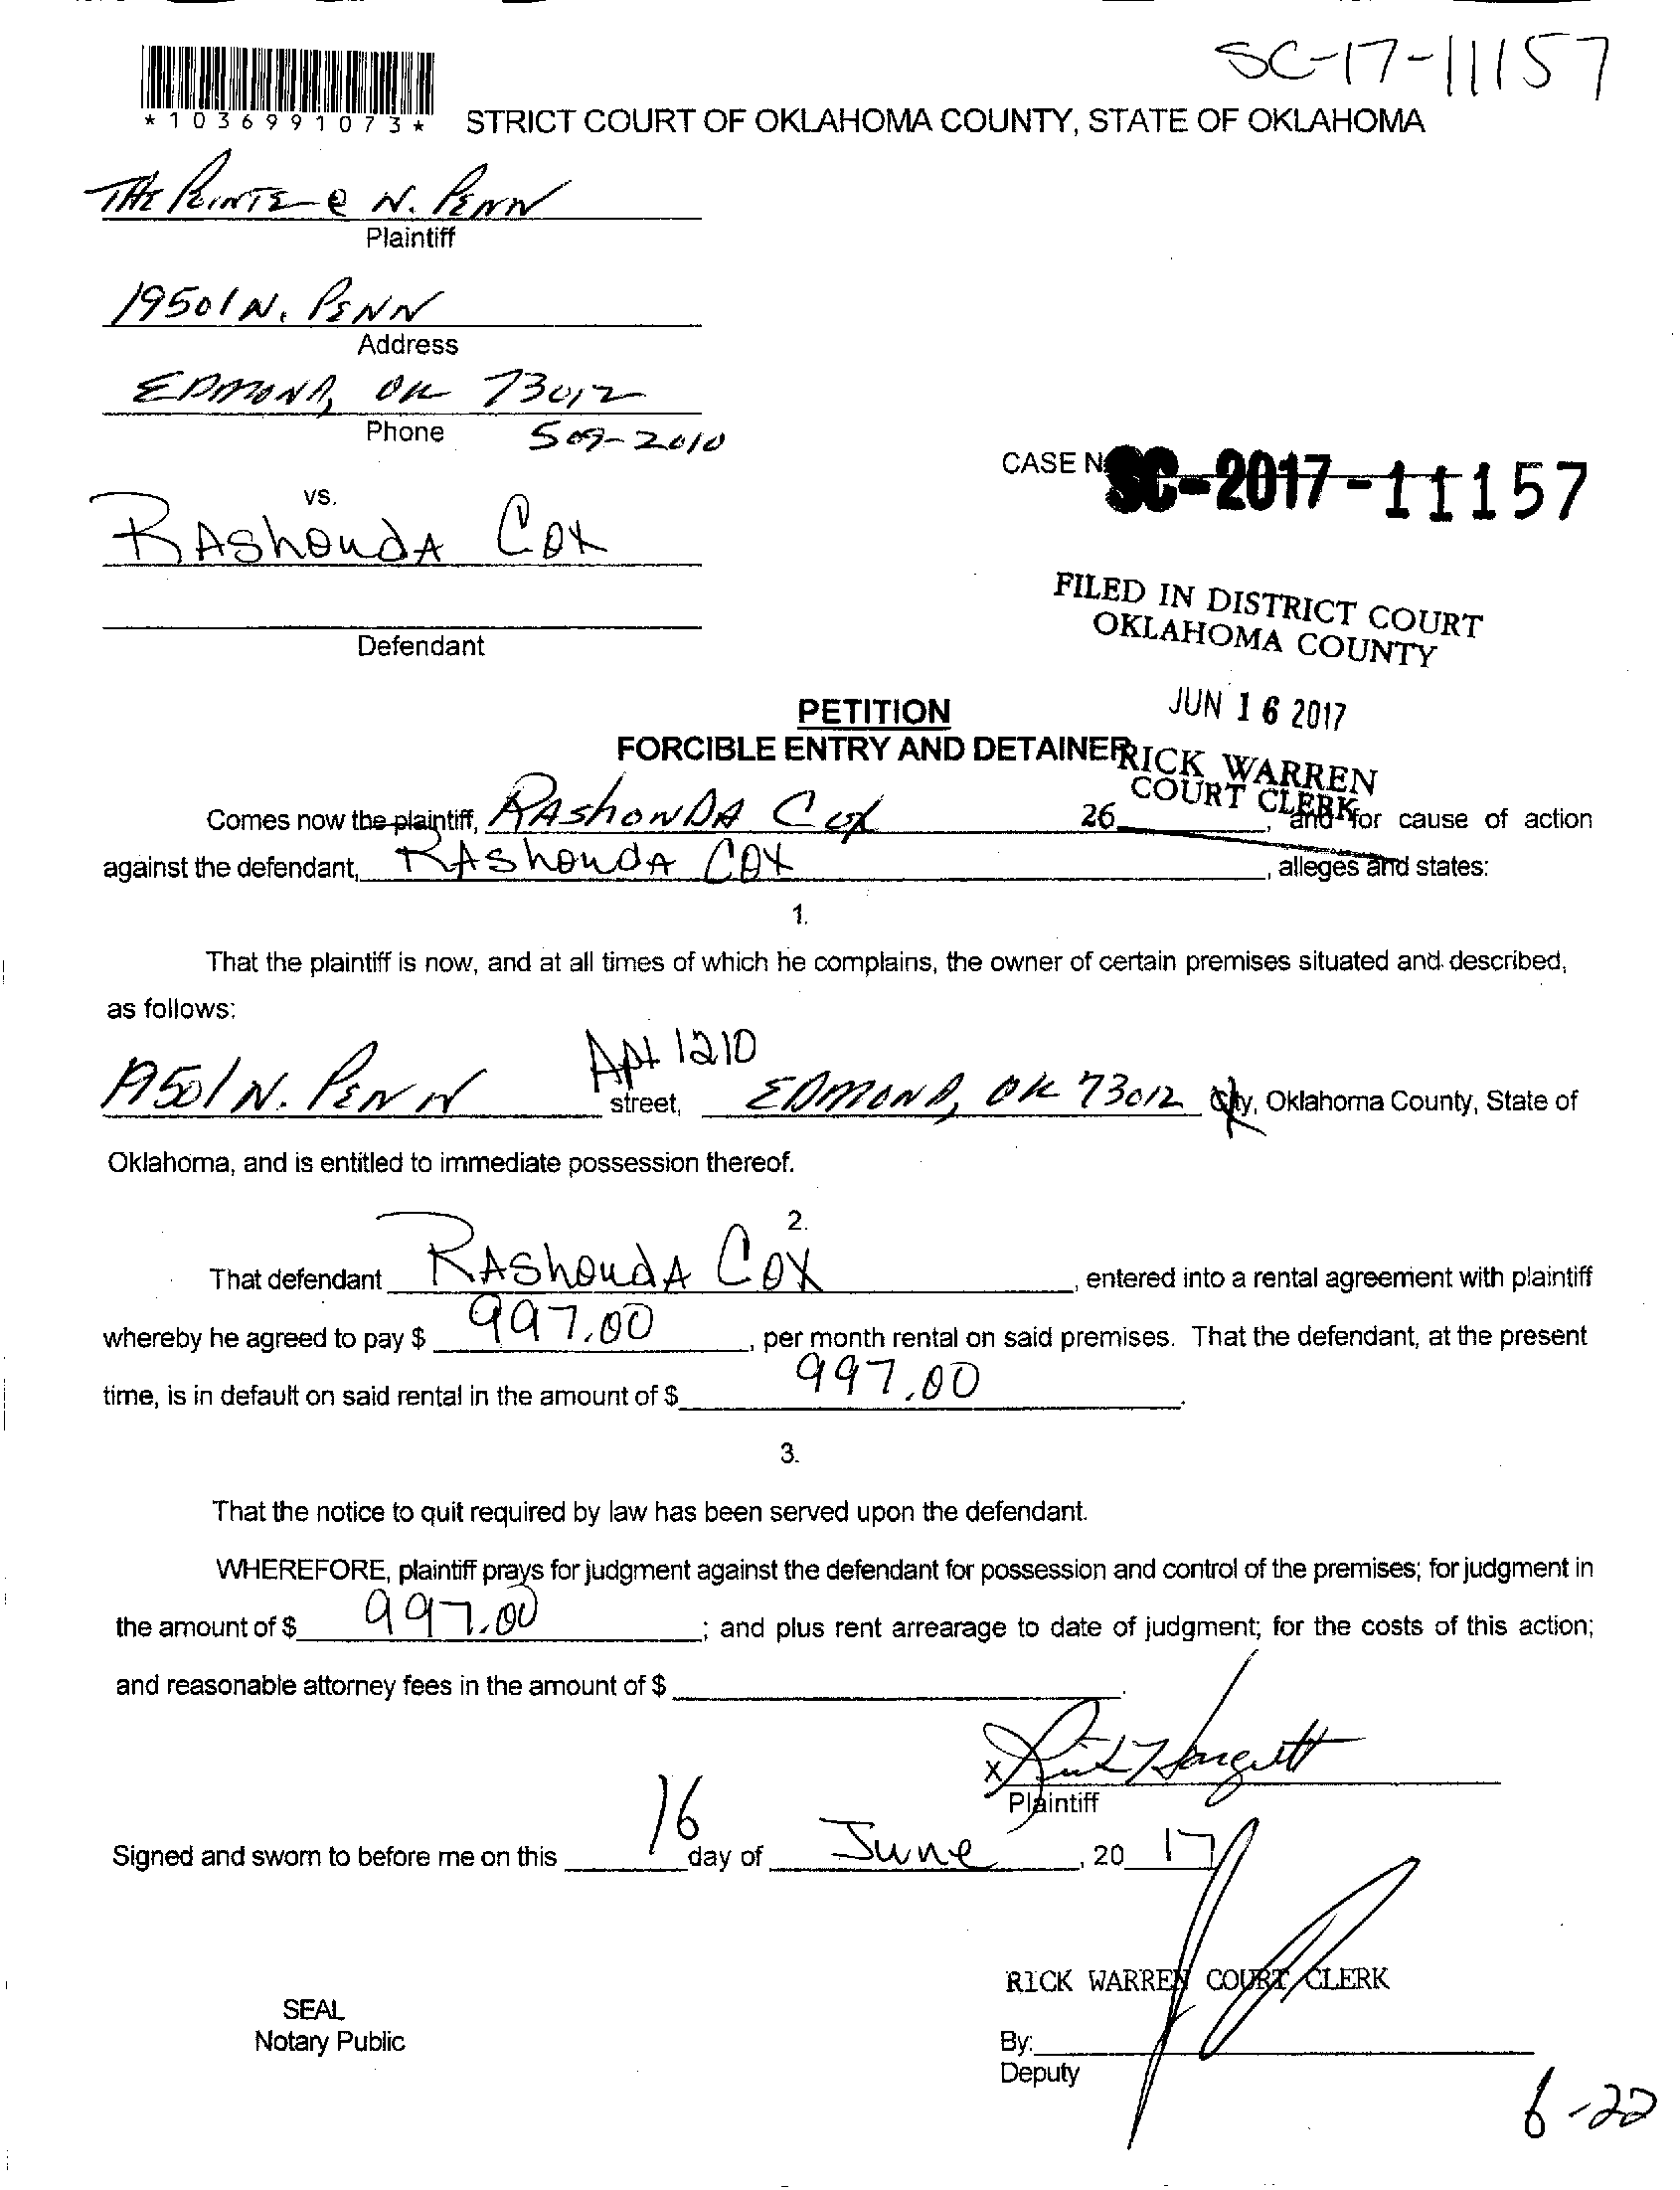 SC-17-11157
*1036991073*
STRICT COURT OF OKLAHOMA COUNTY, STATE OF OKLAHOMA
THE POINTE @ N. PENN
Plaintiff
19501 N. PENN
Address
EDMOND, OK 73012
Phone 509-2010
CASE N SC-2017-11157
vs.
RAShondA Cox
Defendant
FILED IN DISTRICT COURT
OKLAHOMA COUNTY
JUN 16 2017
RICK WARREN
COURT CLERK
PETITION
FORCIBLE ENTRY AND DETAINER
Comes now the plaintiff, RAShonDA Cox 26 , and for cause of action
against the defendant, RAShondA Cox , alleges and states:
1.
That the plaintiff is now, and at all times of which he complains, the owner of certain premises situated and described,
as follows:
Apt 1210
19501 N. PENN street, EDMOND, OK 73012 City, Oklahoma County, State of
Oklahoma, and is entitled to immediate possession thereof.
2.
That defendant RAShondA Cox , entered into a rental agreement with plaintiff
whereby he agreed to pay $ 997.00 , per month rental on said premises. That the defendant, at the present
time, is in default on said rental in the amount of $ 997.00 .
3.
That the notice to quit required by law has been served upon the defendant.
WHEREFORE, plaintiff prays for judgment against the defendant for possession and control of the premises; for judgment in
the amount of $ 997.00 ; and plus rent arrearage to date of judgment; for the costs of this action;
and reasonable attorney fees in the amount of $ .
X
Plaintiff
Signed and sworn to before me on this 16 day of June , 20 17
RICK WARREN COURT CLERK
SEAL
Notary Public
By:
Deputy
6-22